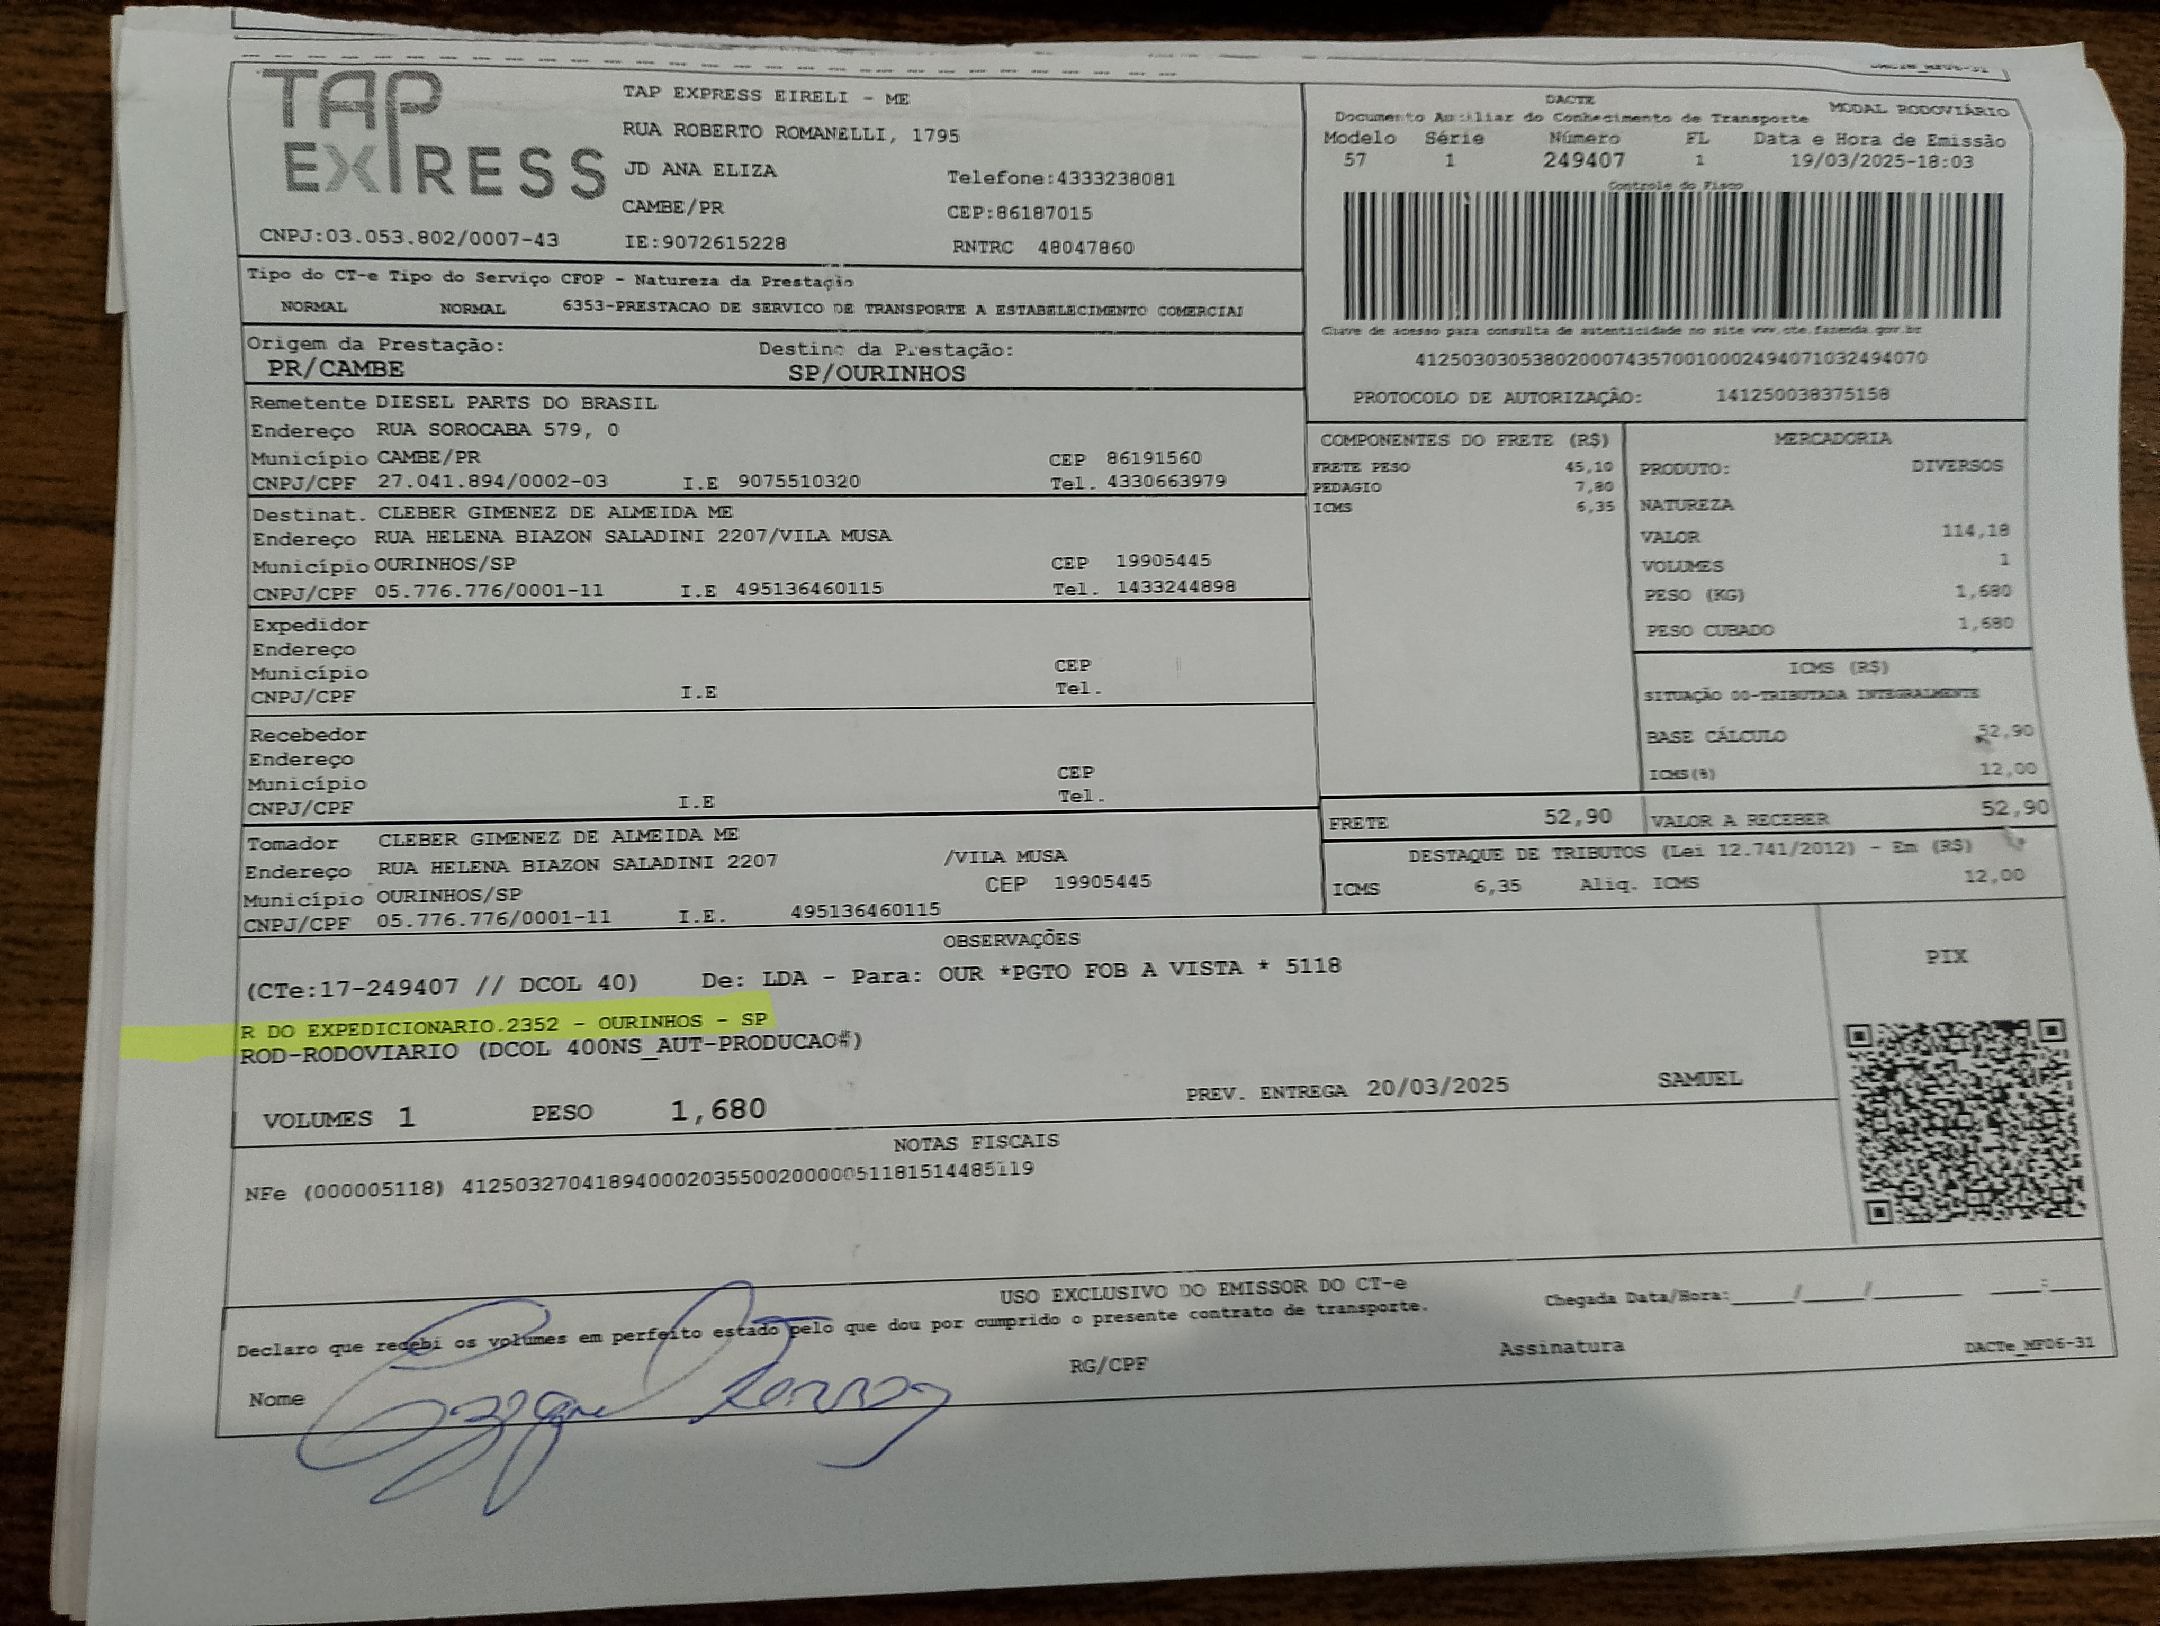 TAP
EXPRESS
TAP EXPRESS EIRELI - ME
RUA ROBERTO ROMANELLI, 1795
JD ANA ELIZA
Telefone:4333238081
CAMBE/PR
CEP:86187015
CNPJ:03.053.802/0007-43
IE:9072615228
RNTRC 48047860
DACTE
MODAL RODOVIÁRIO
Documento Auxiliar do Conhecimento de Transporte
Modelo Série Número FL Data e Hora de Emissão
57 1 249407 1 19/03/2025-18:03
Controle do Fisco
Chave de acesso para consulta de autenticidade no site www.cte.fazenda.gov.br
41250303053802000743570010002494071032494070
PROTOCOLO DE AUTORIZAÇÃO: 141250038375158
Tipo do CT-e Tipo do Serviço CFOP - Natureza da Prestação
NORMAL NORMAL 6353-PRESTACAO DE SERVICO DE TRANSPORTE A ESTABELECIMENTO COMERCIAI
Origem da Prestação: Destino da Prestação:
PR/CAMBE SP/OURINHOS
Remetente DIESEL PARTS DO BRASIL
Endereço RUA SOROCABA 579, 0
Município CAMBE/PR CEP 86191560
CNPJ/CPF 27.041.894/0002-03 I.E 9075510320 Tel. 4330663979
Destinat. CLEBER GIMENEZ DE ALMEIDA ME
Endereço RUA HELENA BIAZON SALADINI 2207/VILA MUSA
Município OURINHOS/SP CEP 19905445
CNPJ/CPF 05.776.776/0001-11 I.E 495136460115 Tel. 1433244898
Expedidor
Endereço
Município CEP
CNPJ/CPF I.E Tel.
Recebedor
Endereço
Município CEP
CNPJ/CPF I.E Tel.
Tomador CLEBER GIMENEZ DE ALMEIDA ME
Endereço RUA HELENA BIAZON SALADINI 2207 /VILA MUSA
Município OURINHOS/SP CEP 19905445
CNPJ/CPF 05.776.776/0001-11 I.E. 495136460115
COMPONENTES DO FRETE (R$)
FRETE PESO 45,10
PEDAGIO 7,80
ICMS 6,35
MERCADORIA
PRODUTO: DIVERSOS
NATUREZA
VALOR 114,18
VOLUMES 1
PESO (KG) 1,680
PESO CUBADO 1,680
ICMS (R$)
SITUAÇÃO 00-TRIBUTADA INTEGRALMENTE
BASE CÁLCULO 52,90
ICMS(%) 12,00
FRETE 52,90 VALOR A RECEBER 52,90
DESTAQUE DE TRIBUTOS (Lei 12.741/2012) - Em (R$)
ICMS 6,35 Aliq. ICMS 12,00
OBSERVAÇÕES
(CTe:17-249407 // DCOL 40) De: LDA - Para: OUR *PGTO FOB A VISTA * 5118
R DO EXPEDICIONARIO.2352 - OURINHOS - SP
ROD-RODOVIARIO (DCOL 400NS_AUT-PRODUCAO#)
VOLUMES 1 PESO 1,680 PREV. ENTREGA 20/03/2025 SAMUEL
PIX
NOTAS FISCAIS
NFe (000005118) 41250327041894000203550020000051181514485119
USO EXCLUSIVO DO EMISSOR DO CT-e
Declaro que recebi os volumes em perfeito estado pelo que dou por cumprido o presente contrato de transporte.
Chegada Data/Hora:_____/_____/_______ ____:____
Nome RG/CPF Assinatura
DACTe_MF06-31